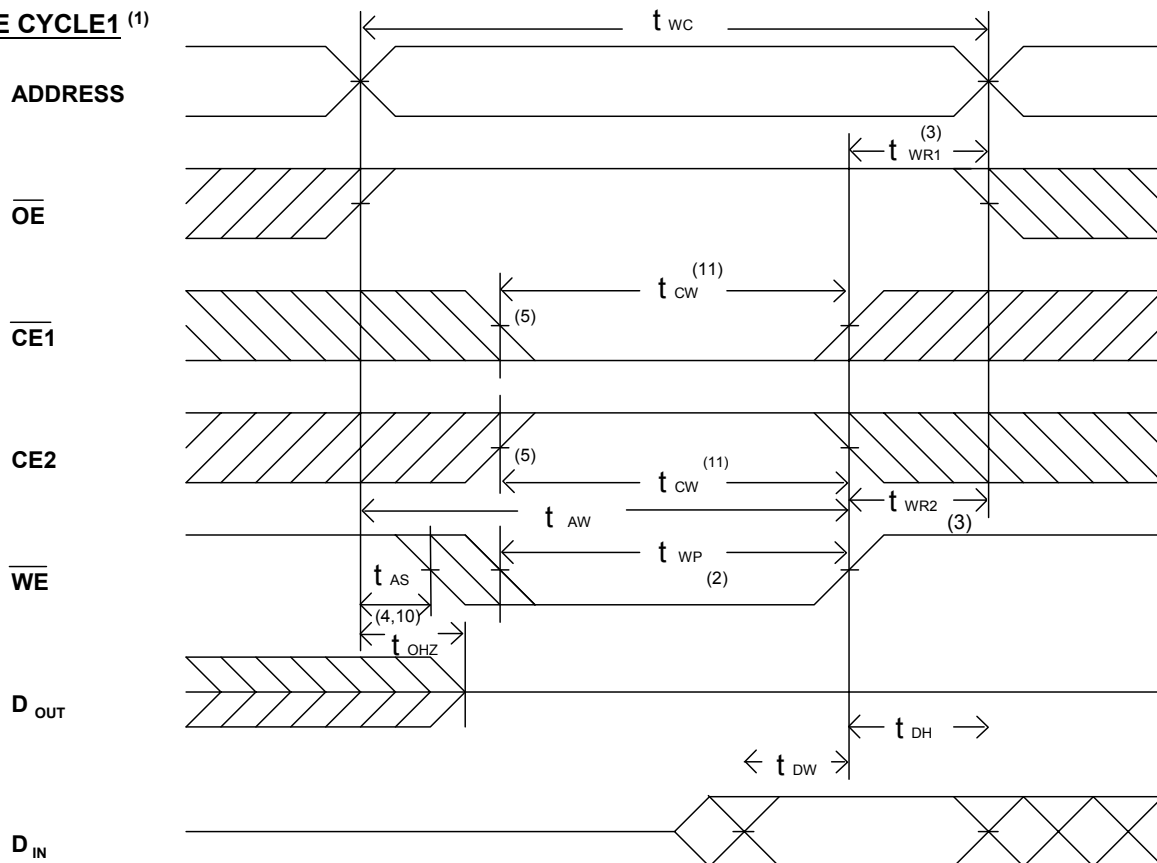 E CYCLE1 (1)
t WC
ADDRESS
(3)
t WR1
OE
(11)
t CW
(5)
CE1
CE2
(5)
(11)
t CW
t WR2
(3)
t AW
t WP
(2)
WE
t AS
(4,10)
t OHZ
D OUT
t DH
t DW
D IN